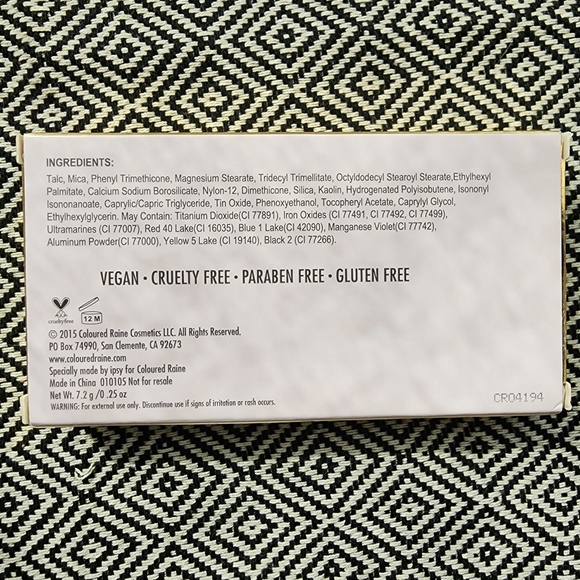 INGREDIENTS:
Talc, Mica, Phenyl Trimethicone, Magnesium Stearate, Tridecyl Trimellitate, Octyldodecyl Stearoyl Stearate,Ethylhexyl
Palmitate, Calcium Sodium Borosilicate, Nylon-12, Dimethicone, Silica, Kaolin, Hydrogenated Polyisobutene, Isononyl
Isononanoate, Caprylic/Capric Triglyceride, Tin Oxide, Phenoxyethanol, Tocopheryl Acetate, Caprylyl Glycol,
Ethylhexylglycerin. May Contain: Titanium Dioxide(CI 77891), Iron Oxides (CI 77491, CI 77492, CI 77499),
Ultramarines (CI 77007), Red 40 Lake(CI 16035), Blue 1 Lake(CI 42090), Manganese Violet(CI 77742),
Aluminum Powder(CI 77000), Yellow 5 Lake (CI 19140), Black 2 (CI 77266).
VEGAN • CRUELTY FREE • PARABEN FREE • GLUTEN FREE
crueltyfree
12 M
© 2015 Coloured Raine Cosmetics LLC. All Rights Reserved.
PO Box 74990, San Clemente, CA 92673
www.colouredraine.com
Specially made by ipsy for Coloured Raine
Made in China 010105 Not for resale
Net Wt. 7.2 g/0.25 oz
WARNING: For external use only. Discontinue use if signs of irritation or rash occurs.
CR04194